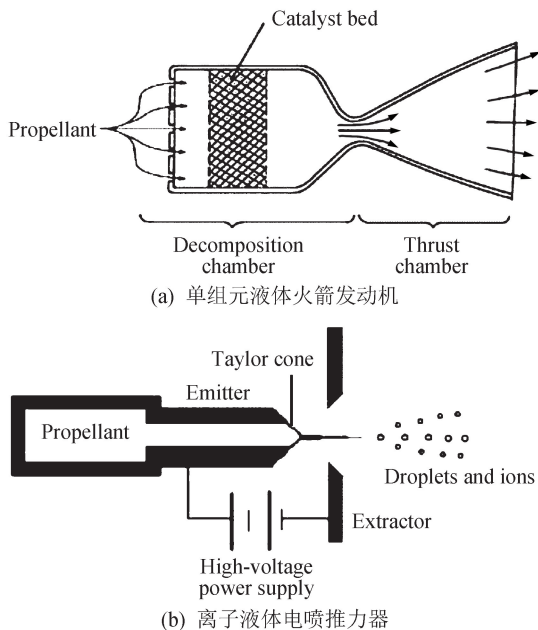 Catalyst bed
Propellant
Decomposition
chamber
Thrust
chamber
(a) 单组元液体火箭发动机
Taylor cone
Emitter
Propellant
Droplets and ions
Extractor
High-voltage
power supply
(b) 离子液体电喷推力器